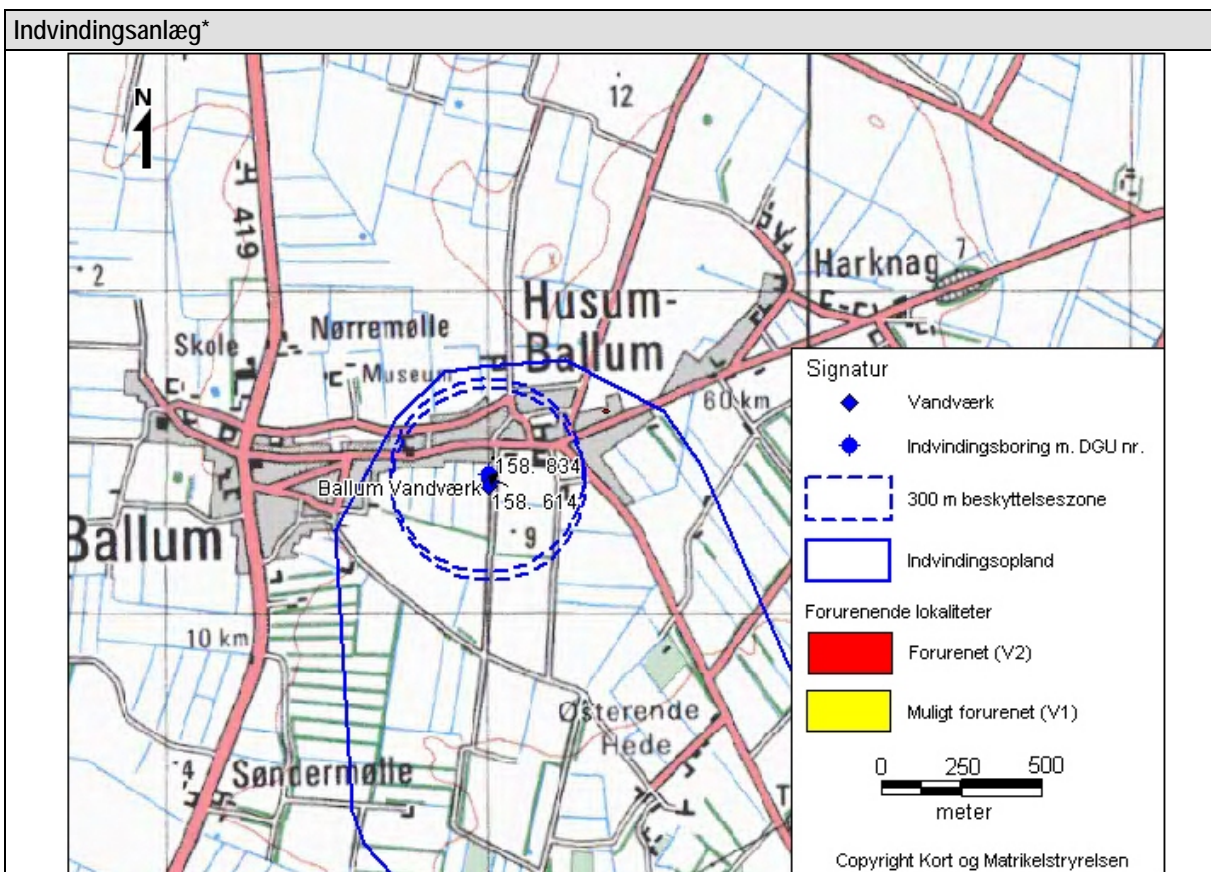 Indvindingsanlæg*
N
12
419
2
Harknag
7
Husum-
Ballum
Nørremølle
Skole
Museum
60 km
158. 834
Ballum Vandværk
158. 614
9
Ballum
10 km
Østerende
Hede
4
Søndermølle
T
Signatur
Vandværk
Indvindingsboring m. DGU nr.
300 m beskyttelseszone
Indvindingsopland
Forurenende lokaliteter
Forurenet (V2)
Muligt forurenet (V1)
0 250 500
meter
Copyright Kort og Matrikelstryrelsen